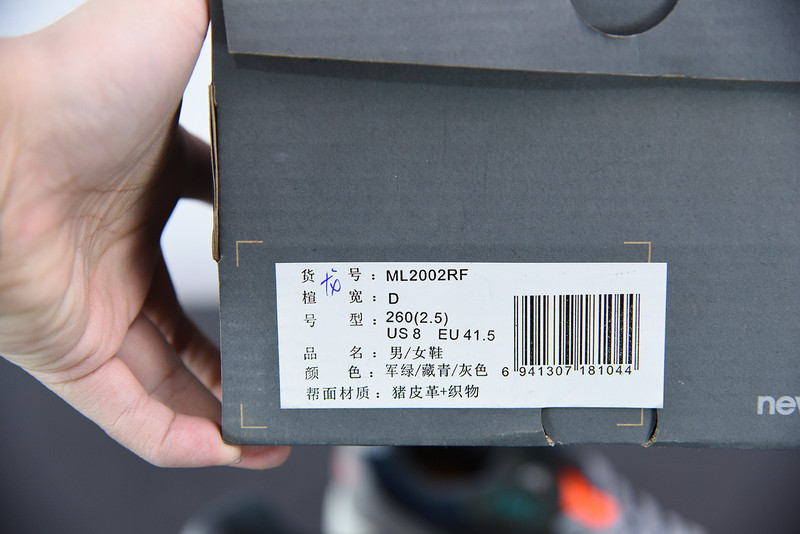 货 号：ML2002RF
楦 宽：D
号 型：260(2.5)
US 8 EU 41.5
品 名：男/女鞋
颜 色：军绿/藏青/灰色
帮面材质：猪皮革+织物
6 941307 181044
new